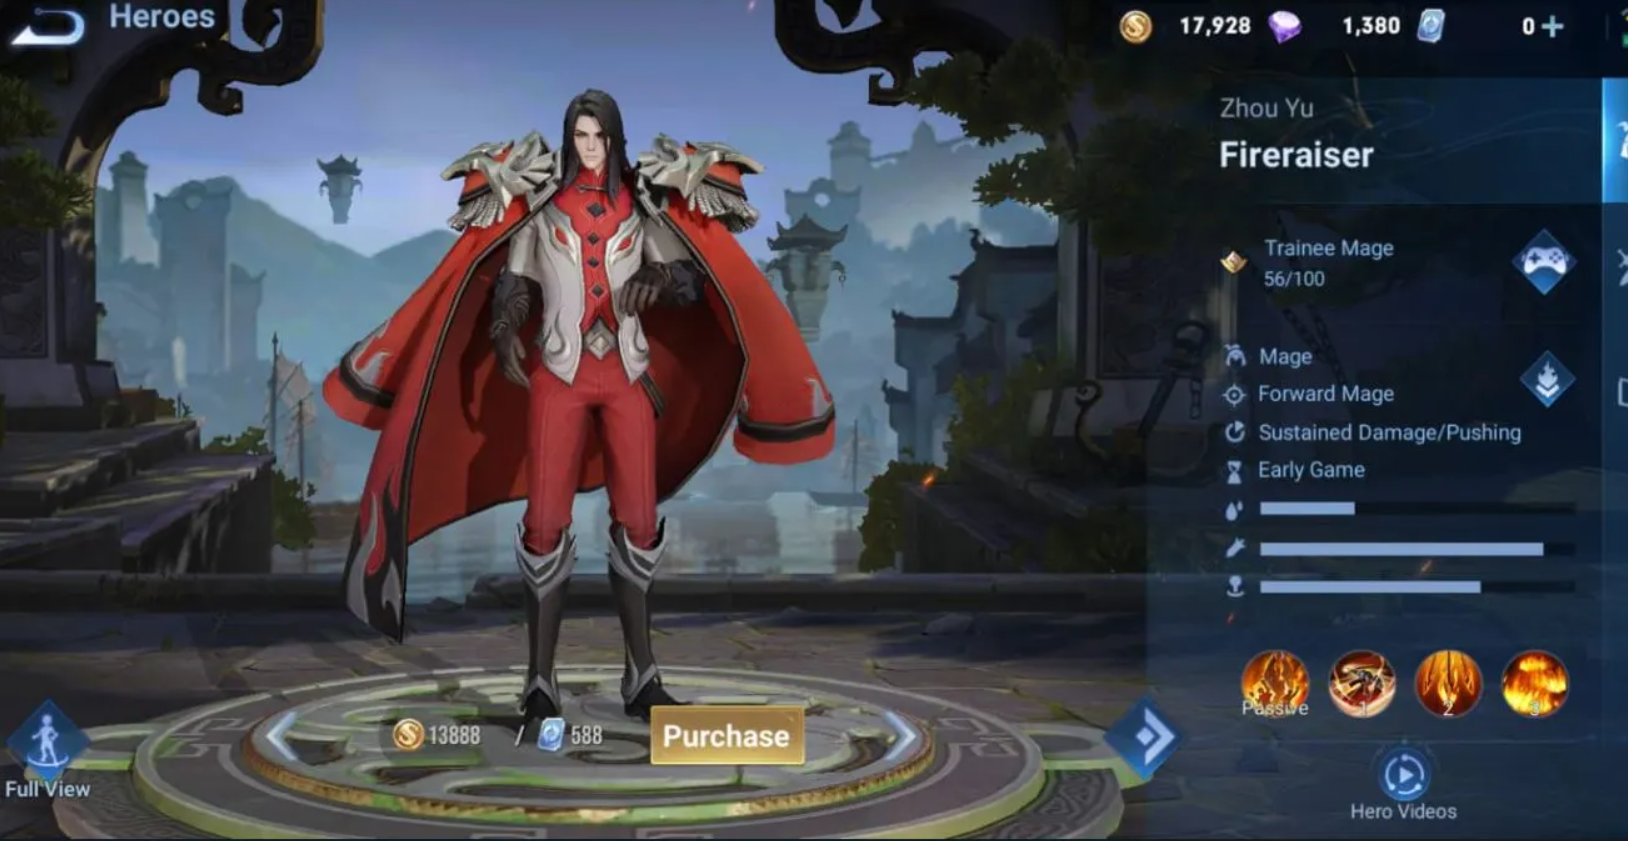 Heroes
17,928
1,380
0
Zhou Yu
Fireraiser
Trainee Mage
56/100
Mage
Forward Mage
Sustained Damage/Pushing
Early Game
Passive
1
2
3
13888 / 588
Purchase
Full View
Hero Videos